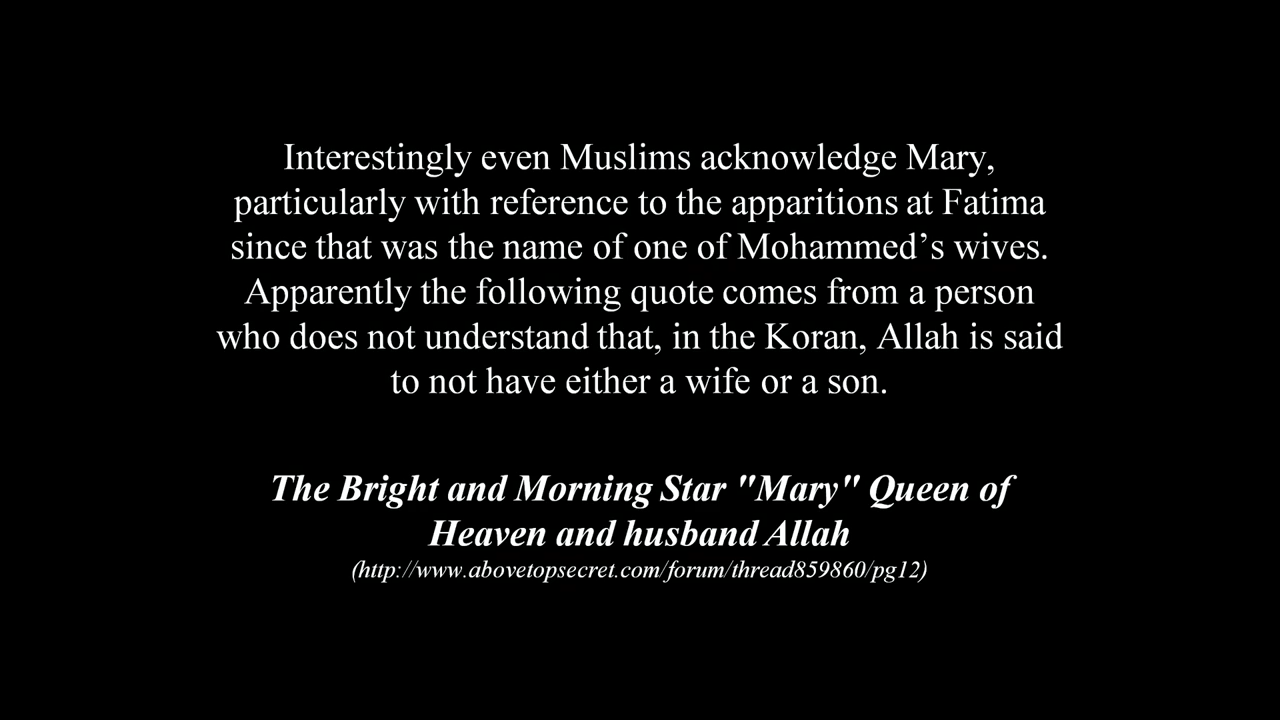 Interestingly even Muslims acknowledge Mary,
particularly with reference to the apparitions at Fatima
since that was the name of one of Mohammed’s wives.
Apparently the following quote comes from a person
who does not understand that, in the Koran, Allah is said
to not have either a wife or a son.
The Bright and Morning Star "Mary" Queen of
Heaven and husband Allah
(http://www.abovetopsecret.com/forum/thread859860/pg12)